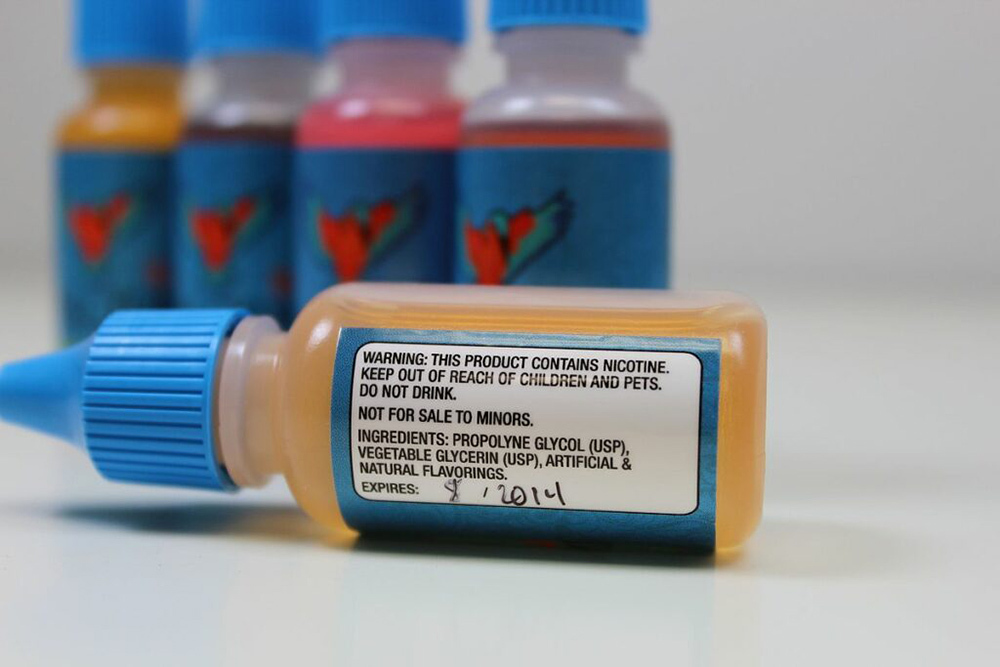 WARNING: THIS PRODUCT CONTAINS NICOTINE.
KEEP OUT OF REACH OF CHILDREN AND PETS.
DO NOT DRINK.
NOT FOR SALE TO MINORS.
INGREDIENTS: PROPOLYNE GLYCOL (USP),
VEGETABLE GLYCERIN (USP), ARTIFICIAL &
NATURAL FLAVORINGS.
EXPIRES: 8 , 2014